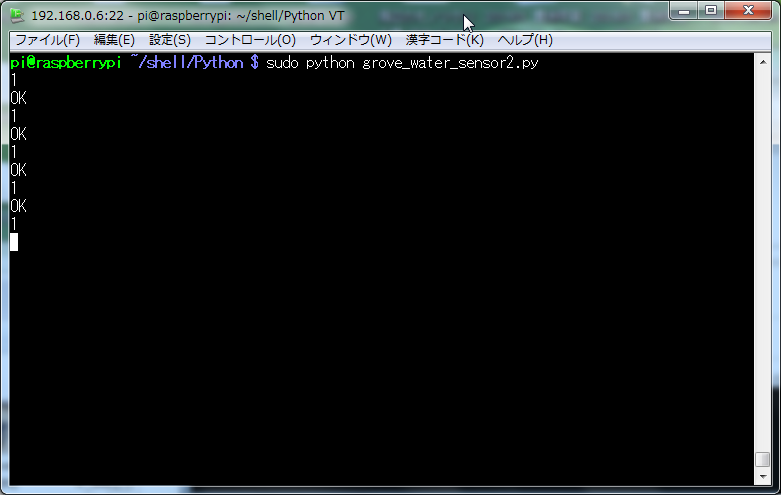 192.168.0.6:22 - pi@raspberrypi: ~/shell/Python VT
ファイル(F) 編集(E) 設定(S) コントロール(O) ウィンドウ(W) 漢字コード(K) ヘルプ(H)
pi@raspberrypi ~/shell/Python $ sudo python grove_water_sensor2.py
1
OK
1
OK
1
OK
1
OK
1